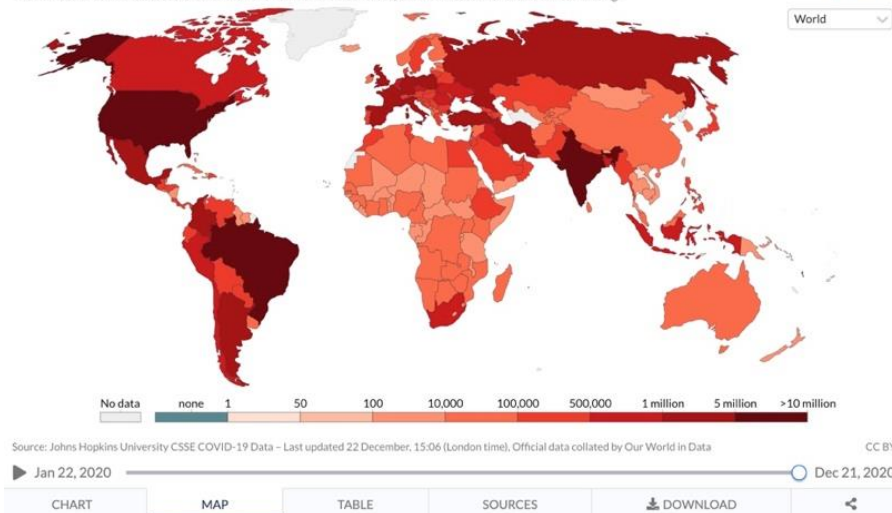 World
No data none 1 50 100 10,000 100,000 500,000 1 million 5 million >10 million
Source: Johns Hopkins University CSSE COVID-19 Data – Last updated 22 December, 15:06 (London time), Official data collated by Our World in Data CC BY
Jan 22, 2020 Dec 21, 2020
CHART MAP TABLE SOURCES DOWNLOAD